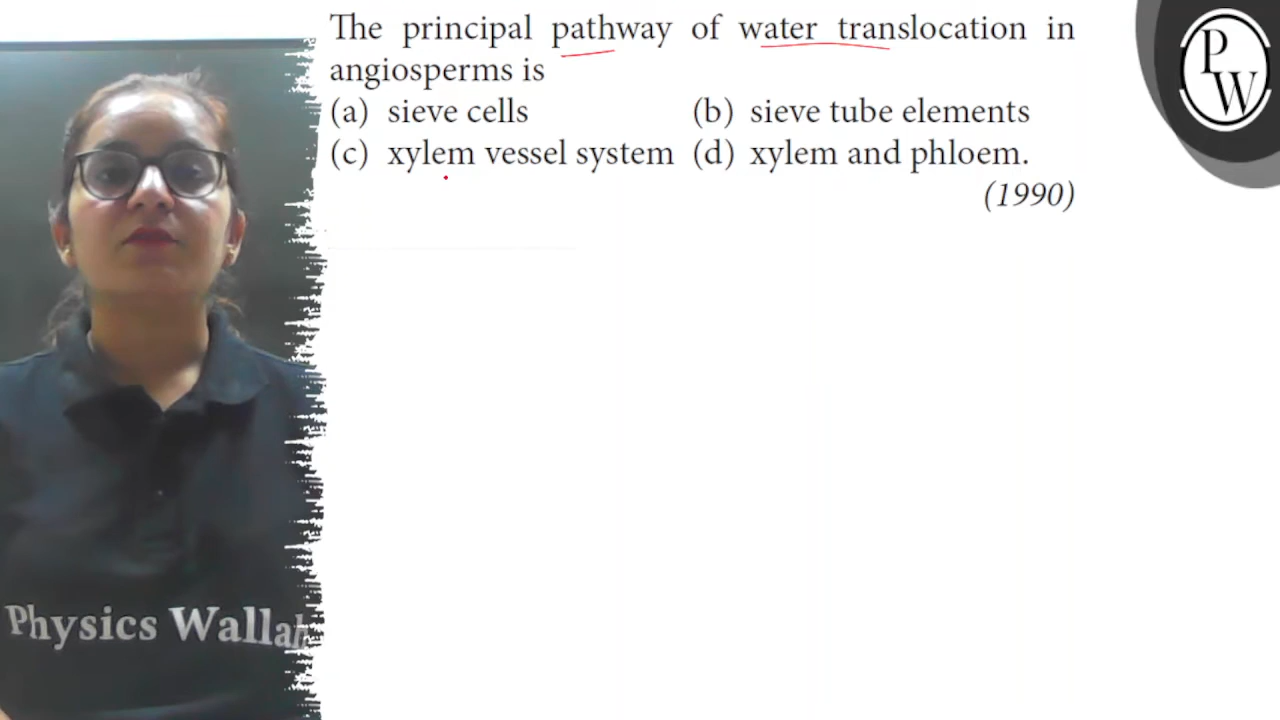 The principal pathway of water translocation in
angiosperms is
(a) sieve cells (b) sieve tube elements
(c) xylem vessel system (d) xylem and phloem.
(1990)
P
W
Physics Wallah